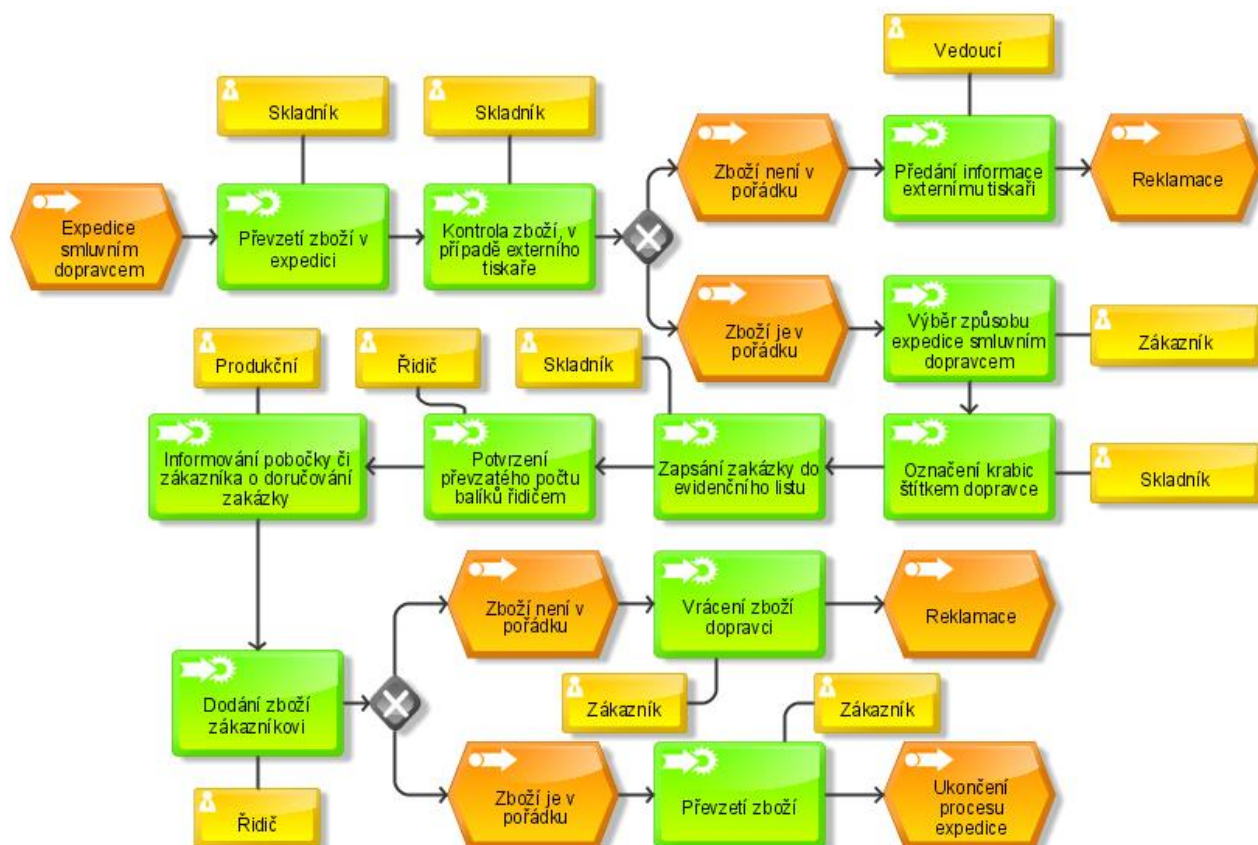 Vedoucí
Skladník
Skladník
Expedice
smluvním
dopravcem
Převzetí zboží v
expedici
Kontrola zboží, v
případě externího
tiskaře
Zboží není v
pořádku
Předání informace
externímu tiskaři
Reklamace
Zboží je v
pořádku
Výběr způsobu
expedice smluvním
dopravcem
Zákazník
Produkční
Řidič
Skladník
Informování pobočky či
zákazníka o doručování
zakázky
Potvrzení
převzatého počtu
balíků řidičem
Zapsání zakázky do
evidenčního listu
Označení krabic
štítkem dopravce
Skladník
Zboží není v
pořádku
Vrácení zboží
dopravci
Reklamace
Dodání zboží
zákazníkovi
Zákazník
Zákazník
Řidič
Zboží je v
pořádku
Převzetí zboží
Ukončení
procesu
expedice